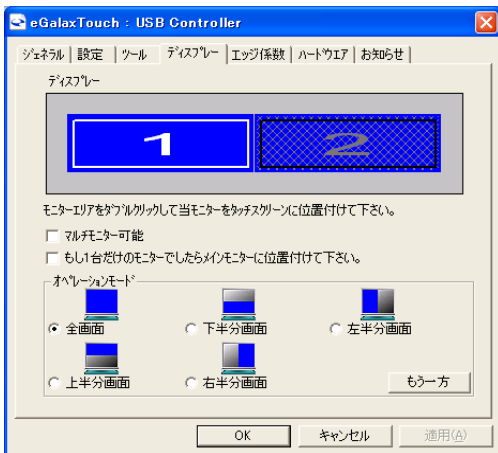 eGalaxTouch : USB Controller
ｼﾞｪﾈﾗﾙ 設定 ﾂｰﾙ ﾃﾞｨｽﾌﾟﾚｰ エッジ係数 ﾊｰﾄﾞｳｴｱ お知らせ
ﾃﾞｨｽﾌﾟﾚｰ
1 2
ﾓﾆﾀｰｴﾘｱをﾀﾞﾌﾞﾙｸﾘｯｸして当ﾓﾆﾀｰをﾀｯﾁｽｸﾘｰﾝに位置付けて下さい。
ﾏﾙﾁﾓﾆﾀｰ可能
もし1台だけのﾓﾆﾀｰでしたらﾒｲﾝﾓﾆﾀｰに位置付けて下さい。
ｵﾍﾟﾚｰｼｮﾝﾓｰﾄﾞ
全画面 下半分画面 左半分画面
上半分画面 右半分画面 もう一方
OK キャンセル 適用(A)